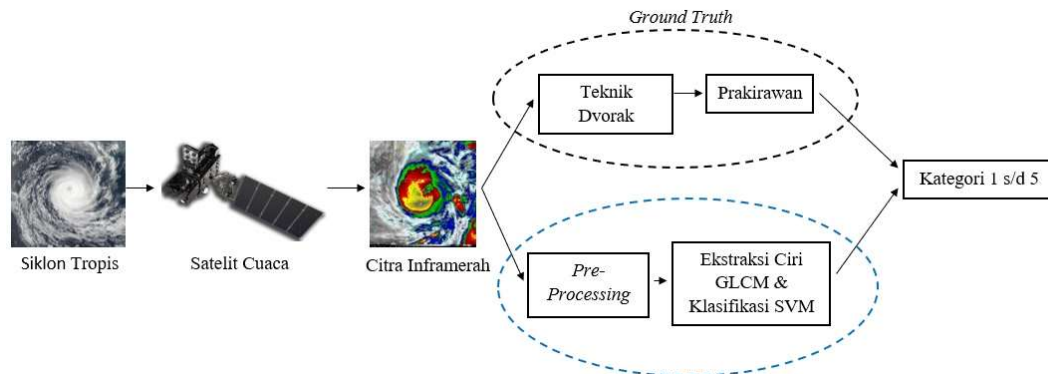 Ground Truth
Teknik
Dvorak
Prakirawan
Kategori 1 s/d 5
Siklon Tropis
Satelit Cuaca
Citra Inframerah
Pre-
Processing
Ekstraksi Ciri
GLCM &
Klasifikasi SVM